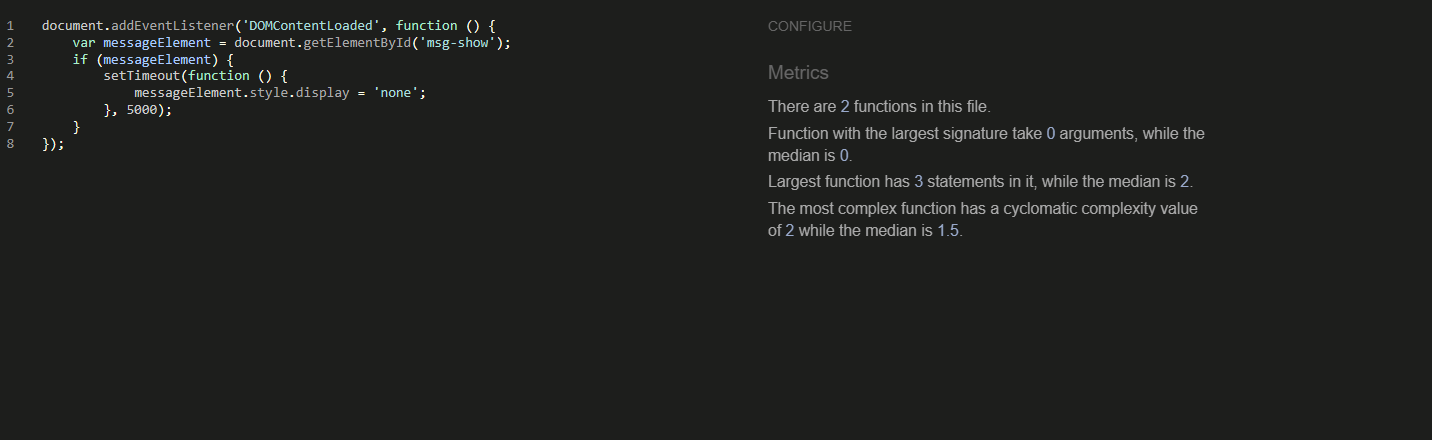 1 document.addEventListener('DOMContentLoaded', function () {
2     var messageElement = document.getElementById('msg-show');
3     if (messageElement) {
4         setTimeout(function () {
5             messageElement.style.display = 'none';
6         }, 5000);
7     }
8 });
CONFIGURE
Metrics
There are 2 functions in this file.
Function with the largest signature take 0 arguments, while the
median is 0.
Largest function has 3 statements in it, while the median is 2.
The most complex function has a cyclomatic complexity value
of 2 while the median is 1.5.